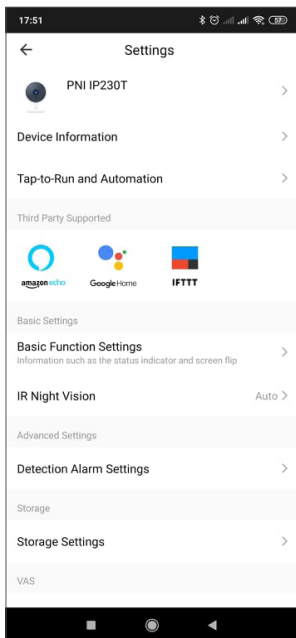 17:51
57
Settings
PNI IP230T
Device Information
Tap-to-Run and Automation
Third Party Supported
amazon echo
Google Home
IFTTT
Basic Settings
Basic Function Settings
Information such as the status indicator and screen flip
IR Night Vision
Auto
Advanced Settings
Detection Alarm Settings
Storage
Storage Settings
VAS